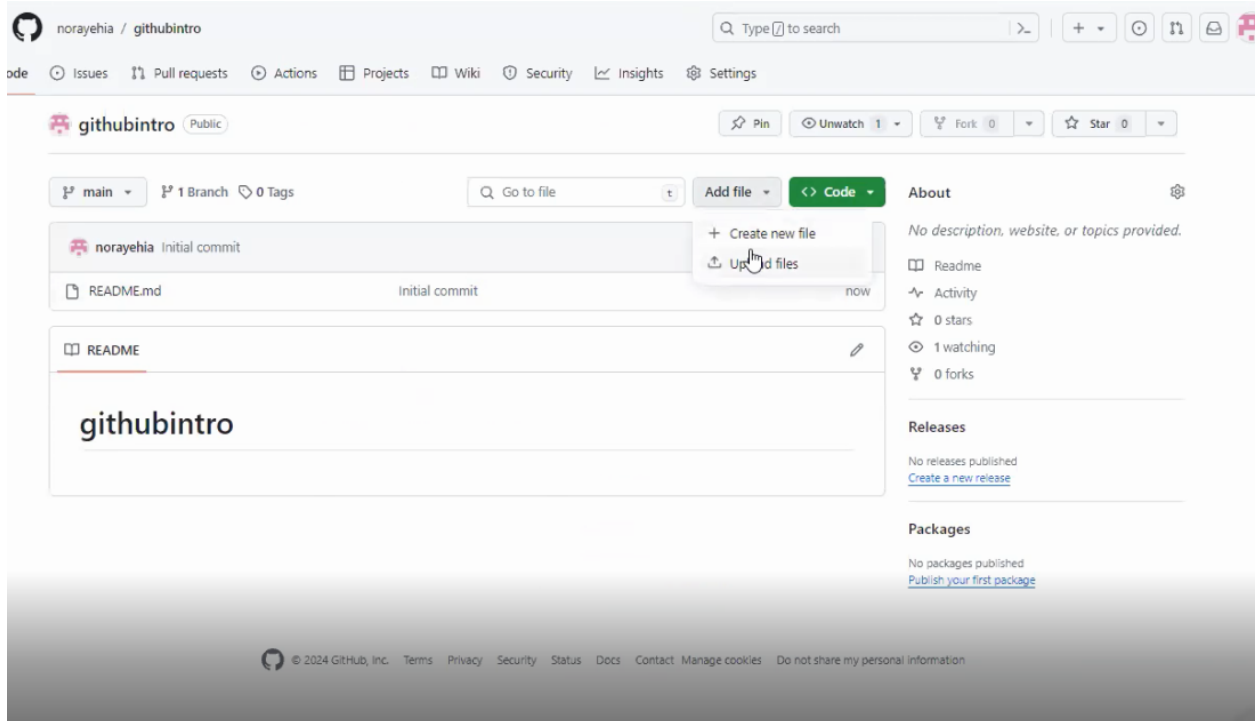 norayehia / githubintro
Type / to search
ode Issues Pull requests Actions Projects Wiki Security Insights Settings
githubintro Public
Pin Unwatch 1 Fork 0 Star 0
main 1 Branch 0 Tags
Go to file t
Add file
<> Code
Create new file
files
norayehia Initial commit
README.md Initial commit now
README
githubintro
About
No description, website, or topics provided.
Readme
Activity
0 stars
1 watching
0 forks
Releases
No releases published
Create a new release
Packages
No packages published
Publish your first package
© 2024 GitHub, Inc. Terms Privacy Security Status Docs Contact Manage cookies Do not share my personal information